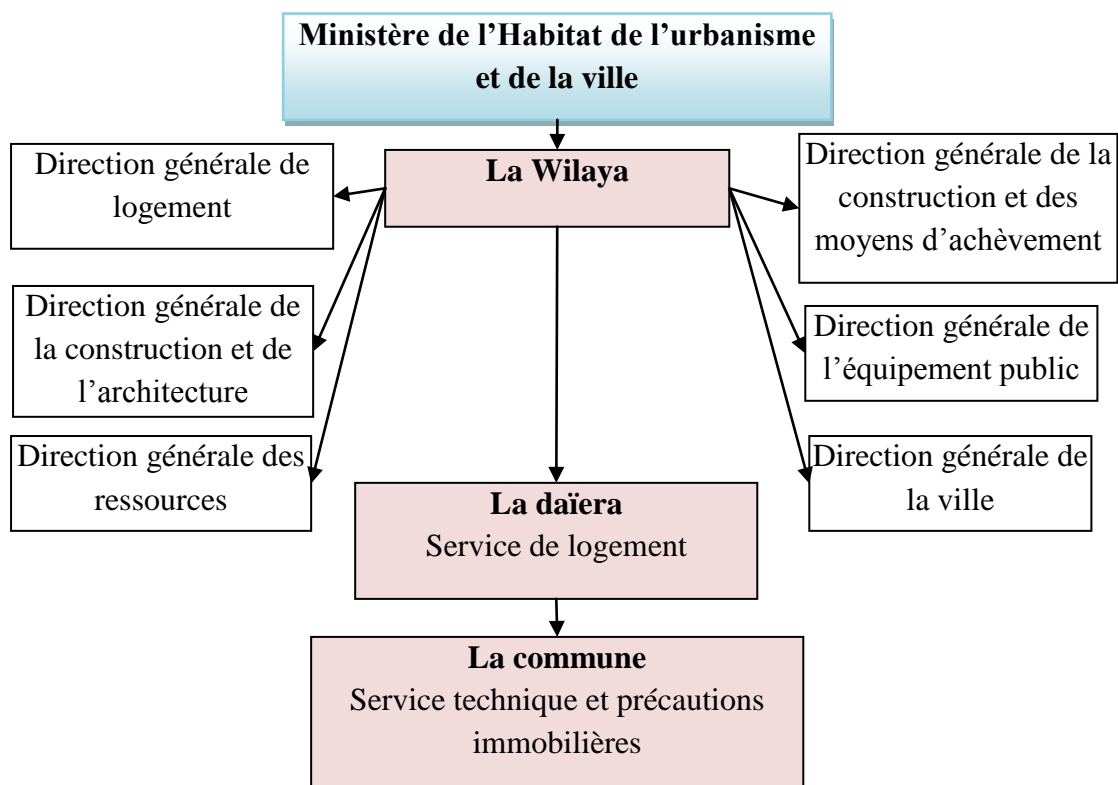 Ministère de l’Habitat de l’urbanisme
et de la ville
Direction générale de
logement
La Wilaya
Direction générale de la
construction et des
moyens d’achèvement
Direction générale de
la construction et de
l’architecture
Direction générale de
l’équipement public
Direction générale des
ressources
Direction générale de
la ville
La daïera
Service de logement
La commune
Service technique et précautions
immobilières